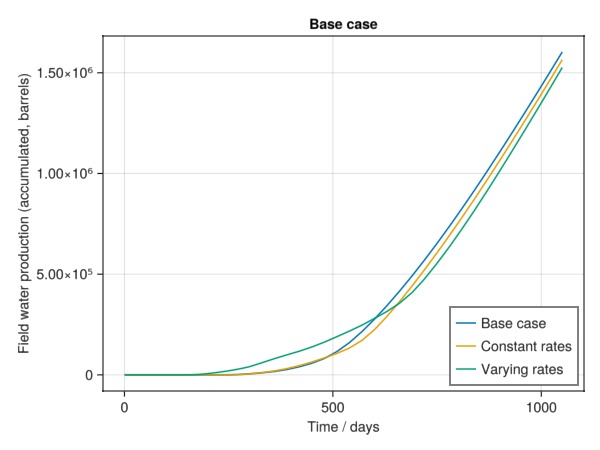 Base case
Field water production (accumulated, barrels)
1.50×10⁶
1.00×10⁶
5.00×10⁵
0
0
500
1000
Time / days
Base case
Constant rates
Varying rates